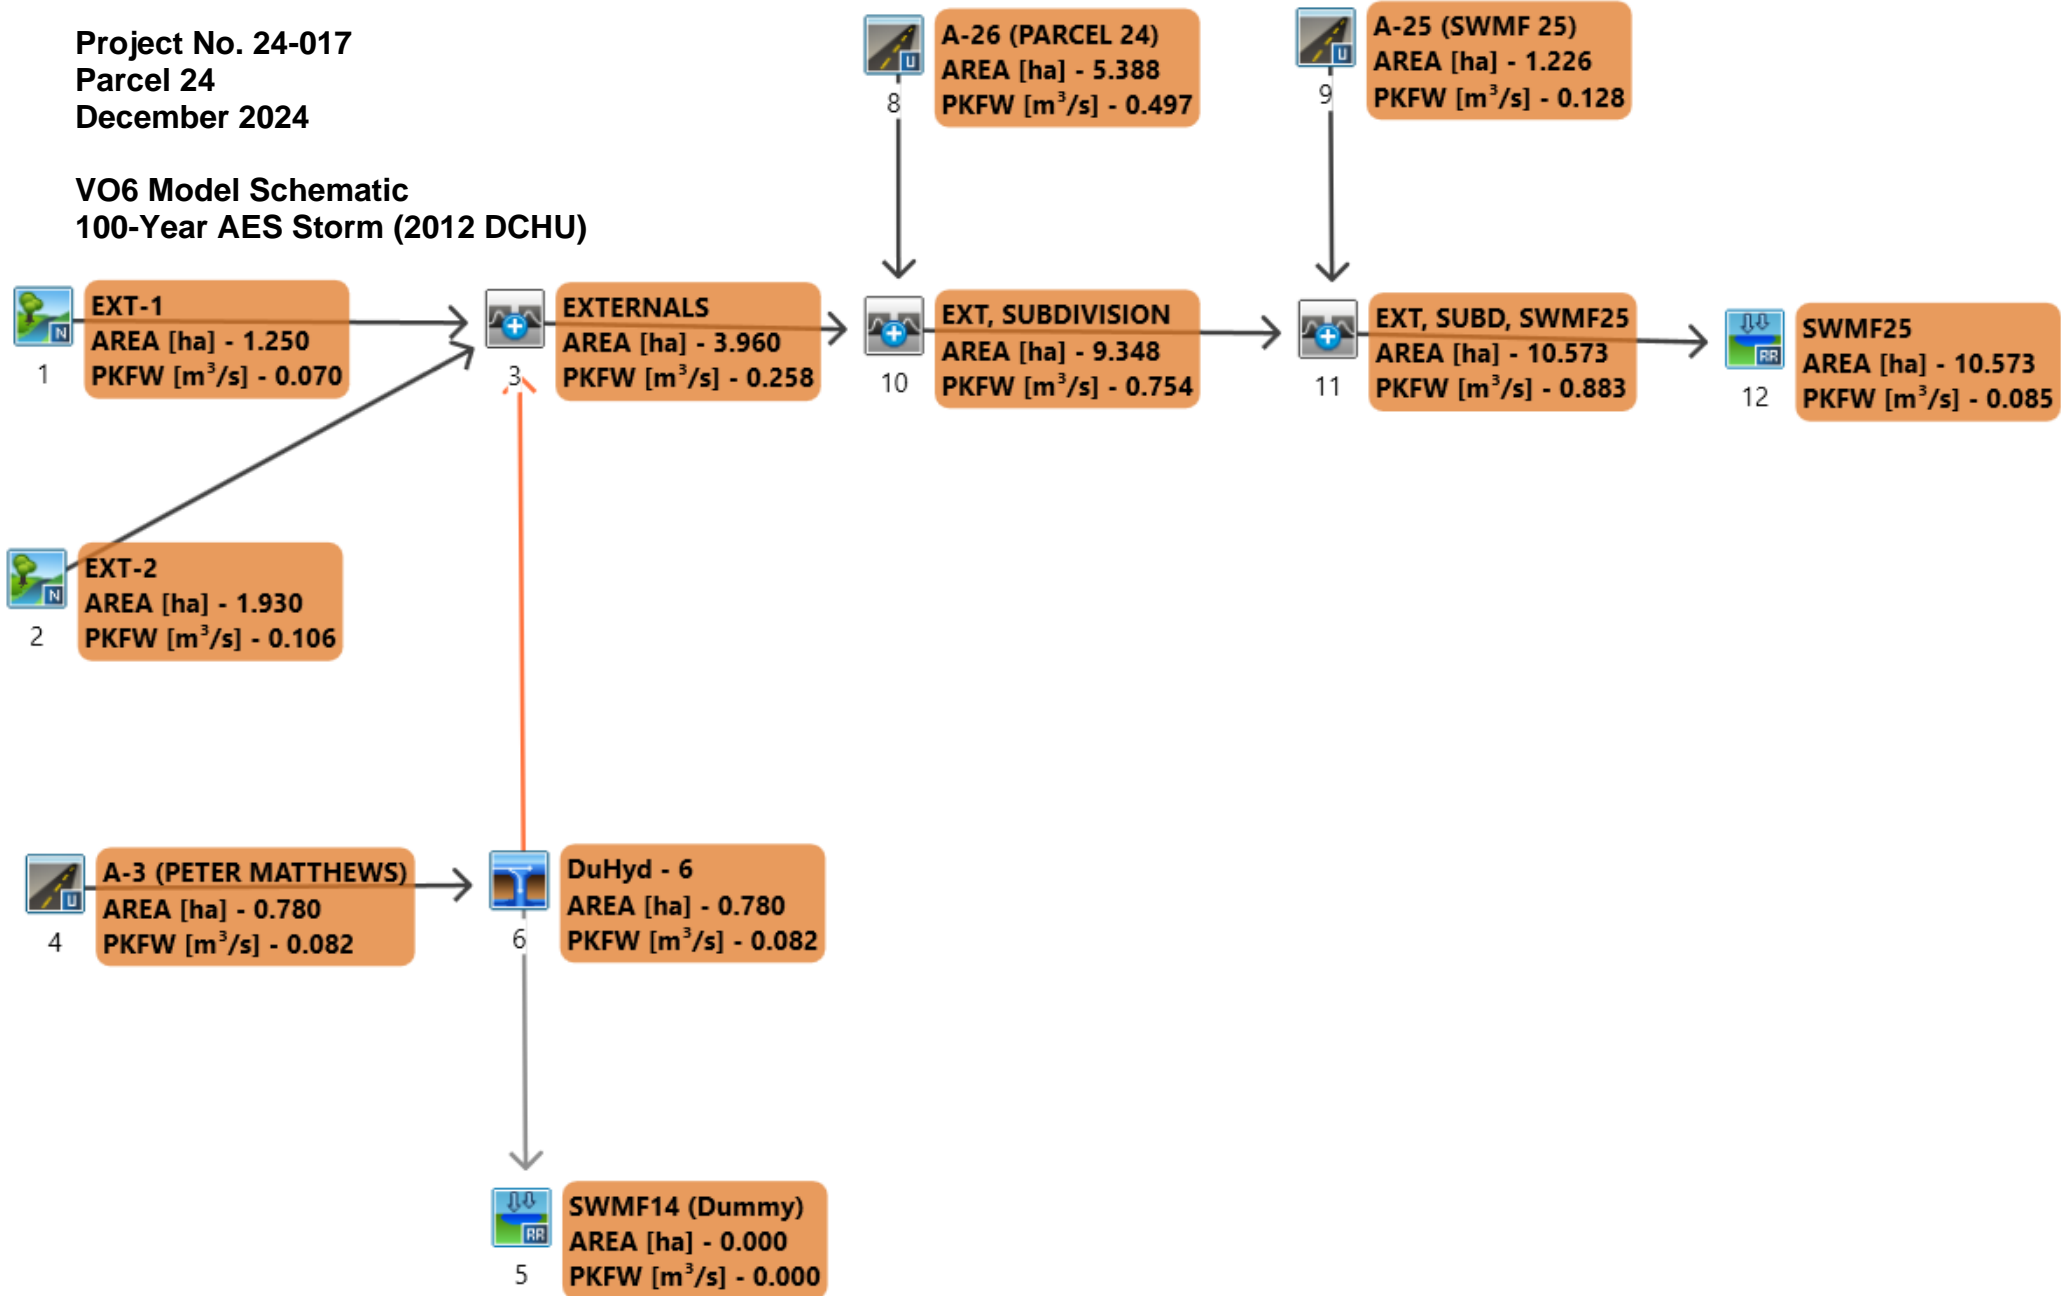 Project No. 24-017
Parcel 24
December 2024
VO6 Model Schematic
100-Year AES Storm (2012 DCHU)
U
8
A-26 (PARCEL 24)
AREA [ha] - 5.388
PKFW [m³/s] - 0.497
U
9
A-25 (SWMF 25)
AREA [ha] - 1.226
PKFW [m³/s] - 0.128
N
1
EXT-1
AREA [ha] - 1.250
PKFW [m³/s] - 0.070
3
EXTERNALS
AREA [ha] - 3.960
PKFW [m³/s] - 0.258
10
EXT, SUBDIVISION
AREA [ha] - 9.348
PKFW [m³/s] - 0.754
11
EXT, SUBD, SWMF25
AREA [ha] - 10.573
PKFW [m³/s] - 0.883
RR
12
SWMF25
AREA [ha] - 10.573
PKFW [m³/s] - 0.085
N
2
EXT-2
AREA [ha] - 1.930
PKFW [m³/s] - 0.106
U
4
A-3 (PETER MATTHEWS)
AREA [ha] - 0.780
PKFW [m³/s] - 0.082
6
DuHyd - 6
AREA [ha] - 0.780
PKFW [m³/s] - 0.082
RR
5
SWMF14 (Dummy)
AREA [ha] - 0.000
PKFW [m³/s] - 0.000